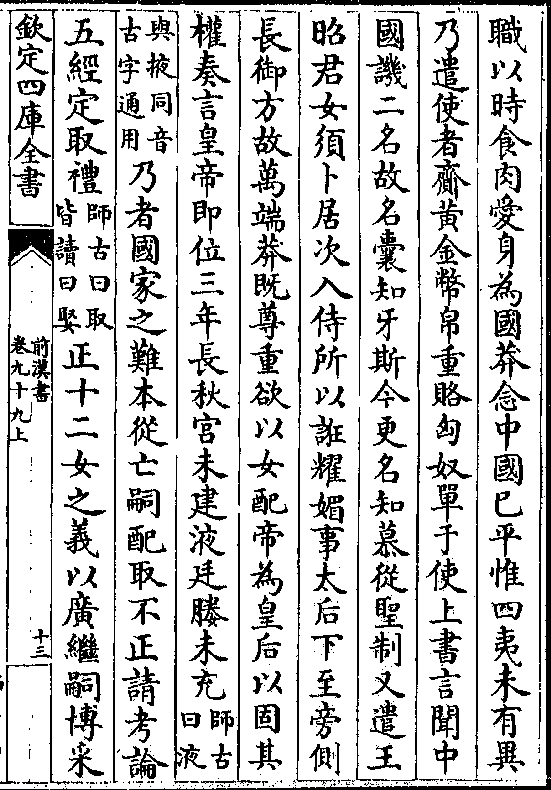 職以時食肉愛身為國莽念中國已平惟四夷未有異
乃遣使者齎黄金幣帛重賂匈奴單于使上書言聞中
國譏二名故名囊知牙斯今更名知慕從聖制又遣王
昭君女須卜居次入侍所以誑耀媚事太后下至旁側
長御方故萬端莽既尊重欲以女配帝為皇后以固其
權奏言皇帝即位三年長秋宫未建液廷媵未充師古曰液
與掖同音古字通用乃者國家之難本從亡嗣配取不正請考論
五經定取禮師古曰取皆讀曰娶正十二女之義以廣繼嗣博采
欽定四庫全書
前漢書
卷九十九上
十三